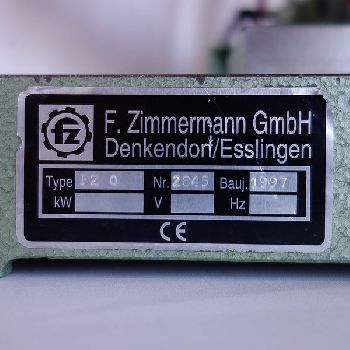 fz
F. Zimmermann GmbH
Denkendorf/Esslingen
Type FZ 0 Nr. 2845 Bauj. 1997
kW V Hz
CE